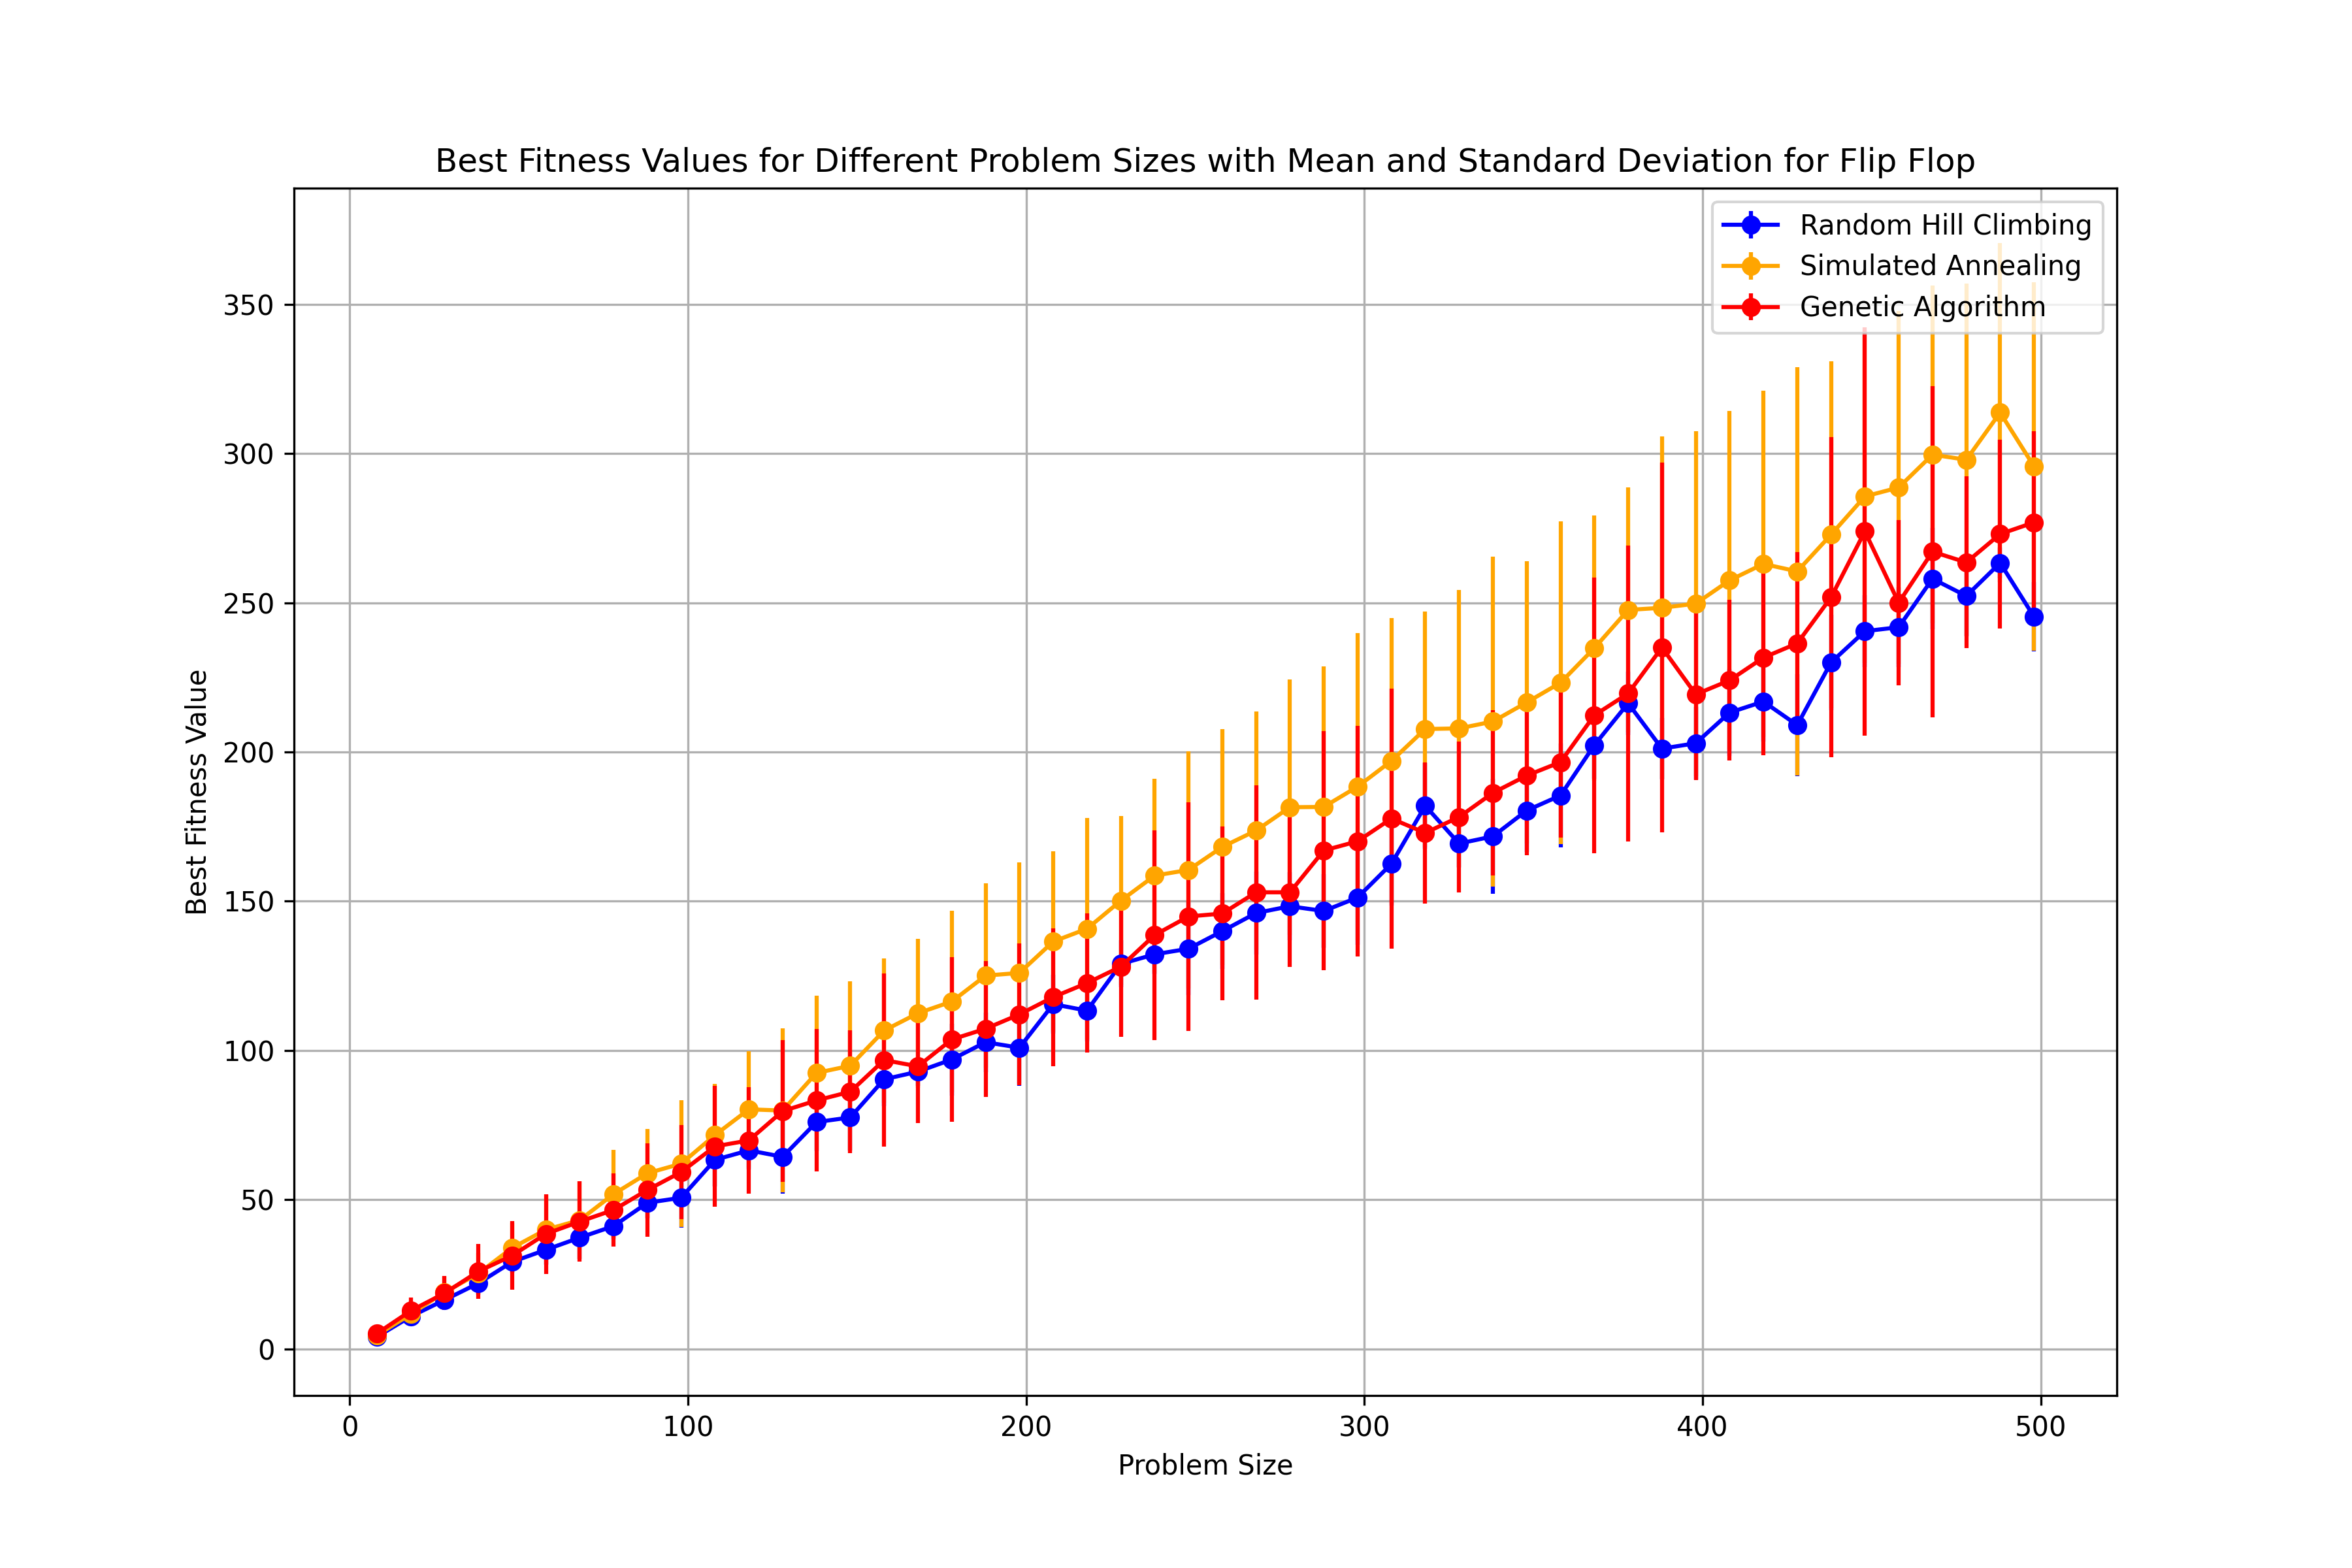 Best Fitness Values for Different Problem Sizes with Mean and Standard Deviation for Flip Flop
Random Hill Climbing
Simulated Annealing
Genetic Algorithm
Best Fitness Value
350
300
250
200
150
100
50
0
0 100 200 300 400 500
Problem Size